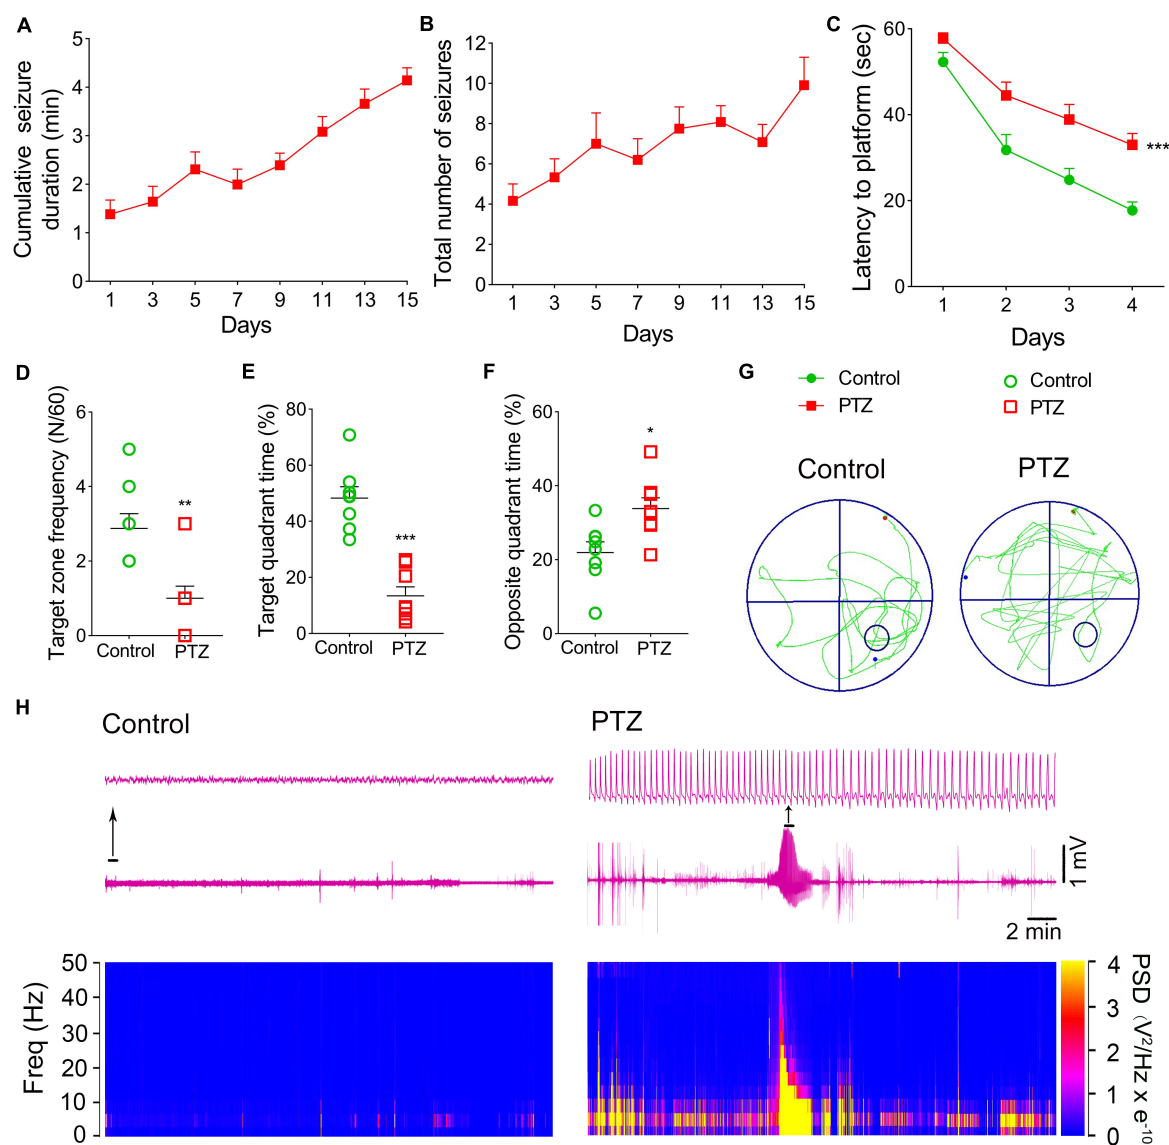 A
Cumulative seizure
duration (min)
5
4
3
2
1
0
1 3 5 7 9 11 13 15
Days
B
Total number of seizures
12
10
8
6
4
2
0
1 3 5 7 9 11 13 15
Days
C
Latency to platform (sec)
60
40
20
0
***
1 2 3 4
Days
D
Target zone frequency (N/60)
6
4
2
0
**
Control PTZ
E
Target quadrant time (%)
80
60
40
20
0
***
Control PTZ
F
Opposite quadrant time (%)
60
40
20
0
*
Control PTZ
G
Control
PTZ
Control
PTZ
Control PTZ
H
Control
PTZ
1 mV
2 min
Freq (Hz)
50
40
30
20
10
0
4
3
2
1
0
PSD (V²/Hz x e⁻¹⁰